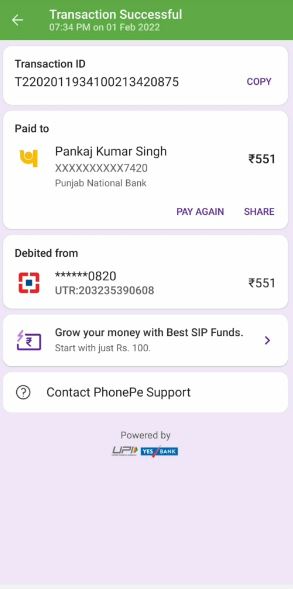 Transaction Successful
07:34 PM on 01 Feb 2022
Transaction ID
T2202011934100213420875 COPY
Paid to
Pankaj Kumar Singh ₹551
XXXXXXXXXX7420
Punjab National Bank
PAY AGAIN SHARE
Debited from
******0820 ₹551
UTR:203235390608
Grow your money with Best SIP Funds.
Start with just Rs. 100.
Contact PhonePe Support
Powered by
UPI YES BANK